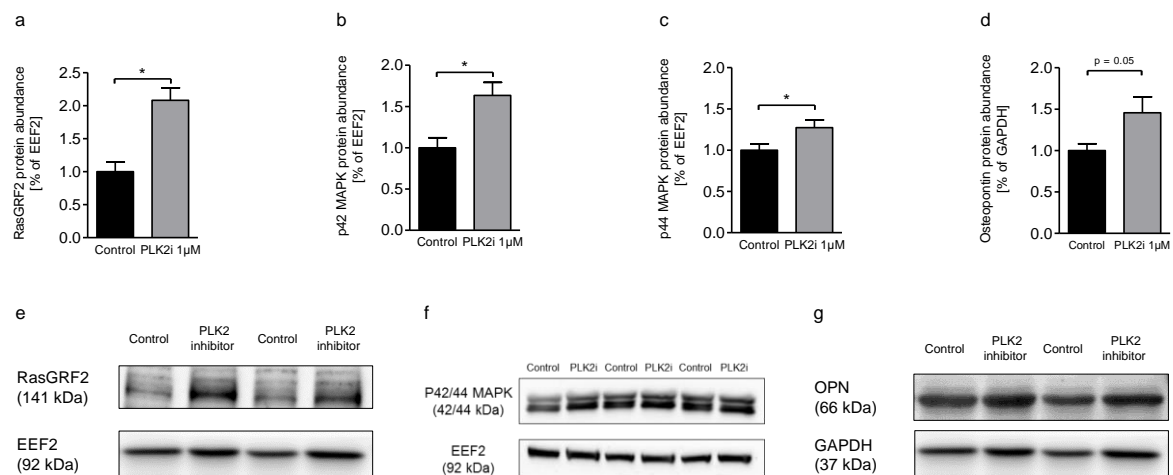 a
RasGRF2 protein abundance
[% of EEF2]
2.5
2.0
1.5
1.0
0.5
0.0
*
Control PLK2i 1µM
b
p42 MAPK protein abundance
[% of EEF2]
2.0
1.5
1.0
0.5
0.0
*
Control PLK2i 1µM
c
p44 MAPK protein abundance
[% of EEF2]
2.0
1.5
1.0
0.5
0.0
*
Control PLK2i 1µM
d
Osteopontin protein abundance
[% of GAPDH]
2.0
1.5
1.0
0.5
0.0
p = 0.05
Control PLK2i 1µM
e
Control PLK2 inhibitor Control PLK2 inhibitor
RasGRF2
(141 kDa)
EEF2
(92 kDa)
f
Control PLK2i Control PLK2i Control PLK2i
P42/44 MAPK
(42/44 kDa)
EEF2
(92 kDa)
g
Control PLK2 inhibitor Control PLK2 inhibitor
OPN
(66 kDa)
GAPDH
(37 kDa)